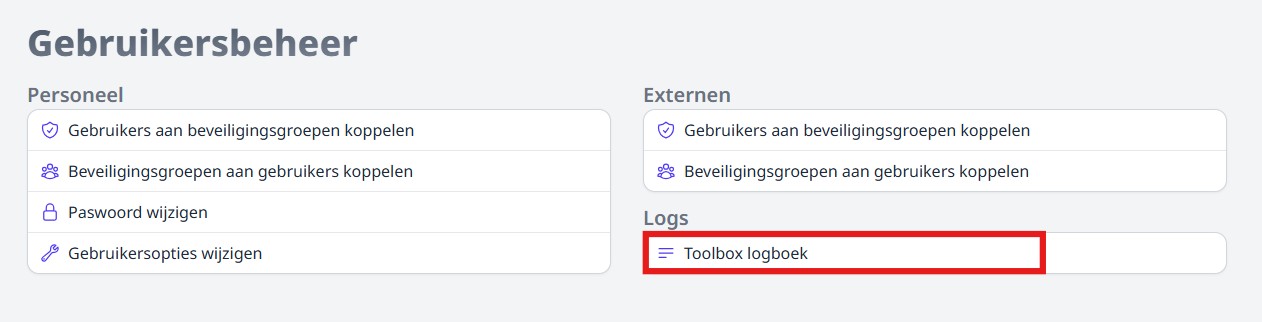 Gebruikersbeheer
Personeel
Gebruikers aan beveiligingsgroepen koppelen
Beveiligingsgroepen aan gebruikers koppelen
Paswoord wijzigen
Gebruikersopties wijzigen
Externen
Gebruikers aan beveiligingsgroepen koppelen
Beveiligingsgroepen aan gebruikers koppelen
Logs
Toolbox logboek